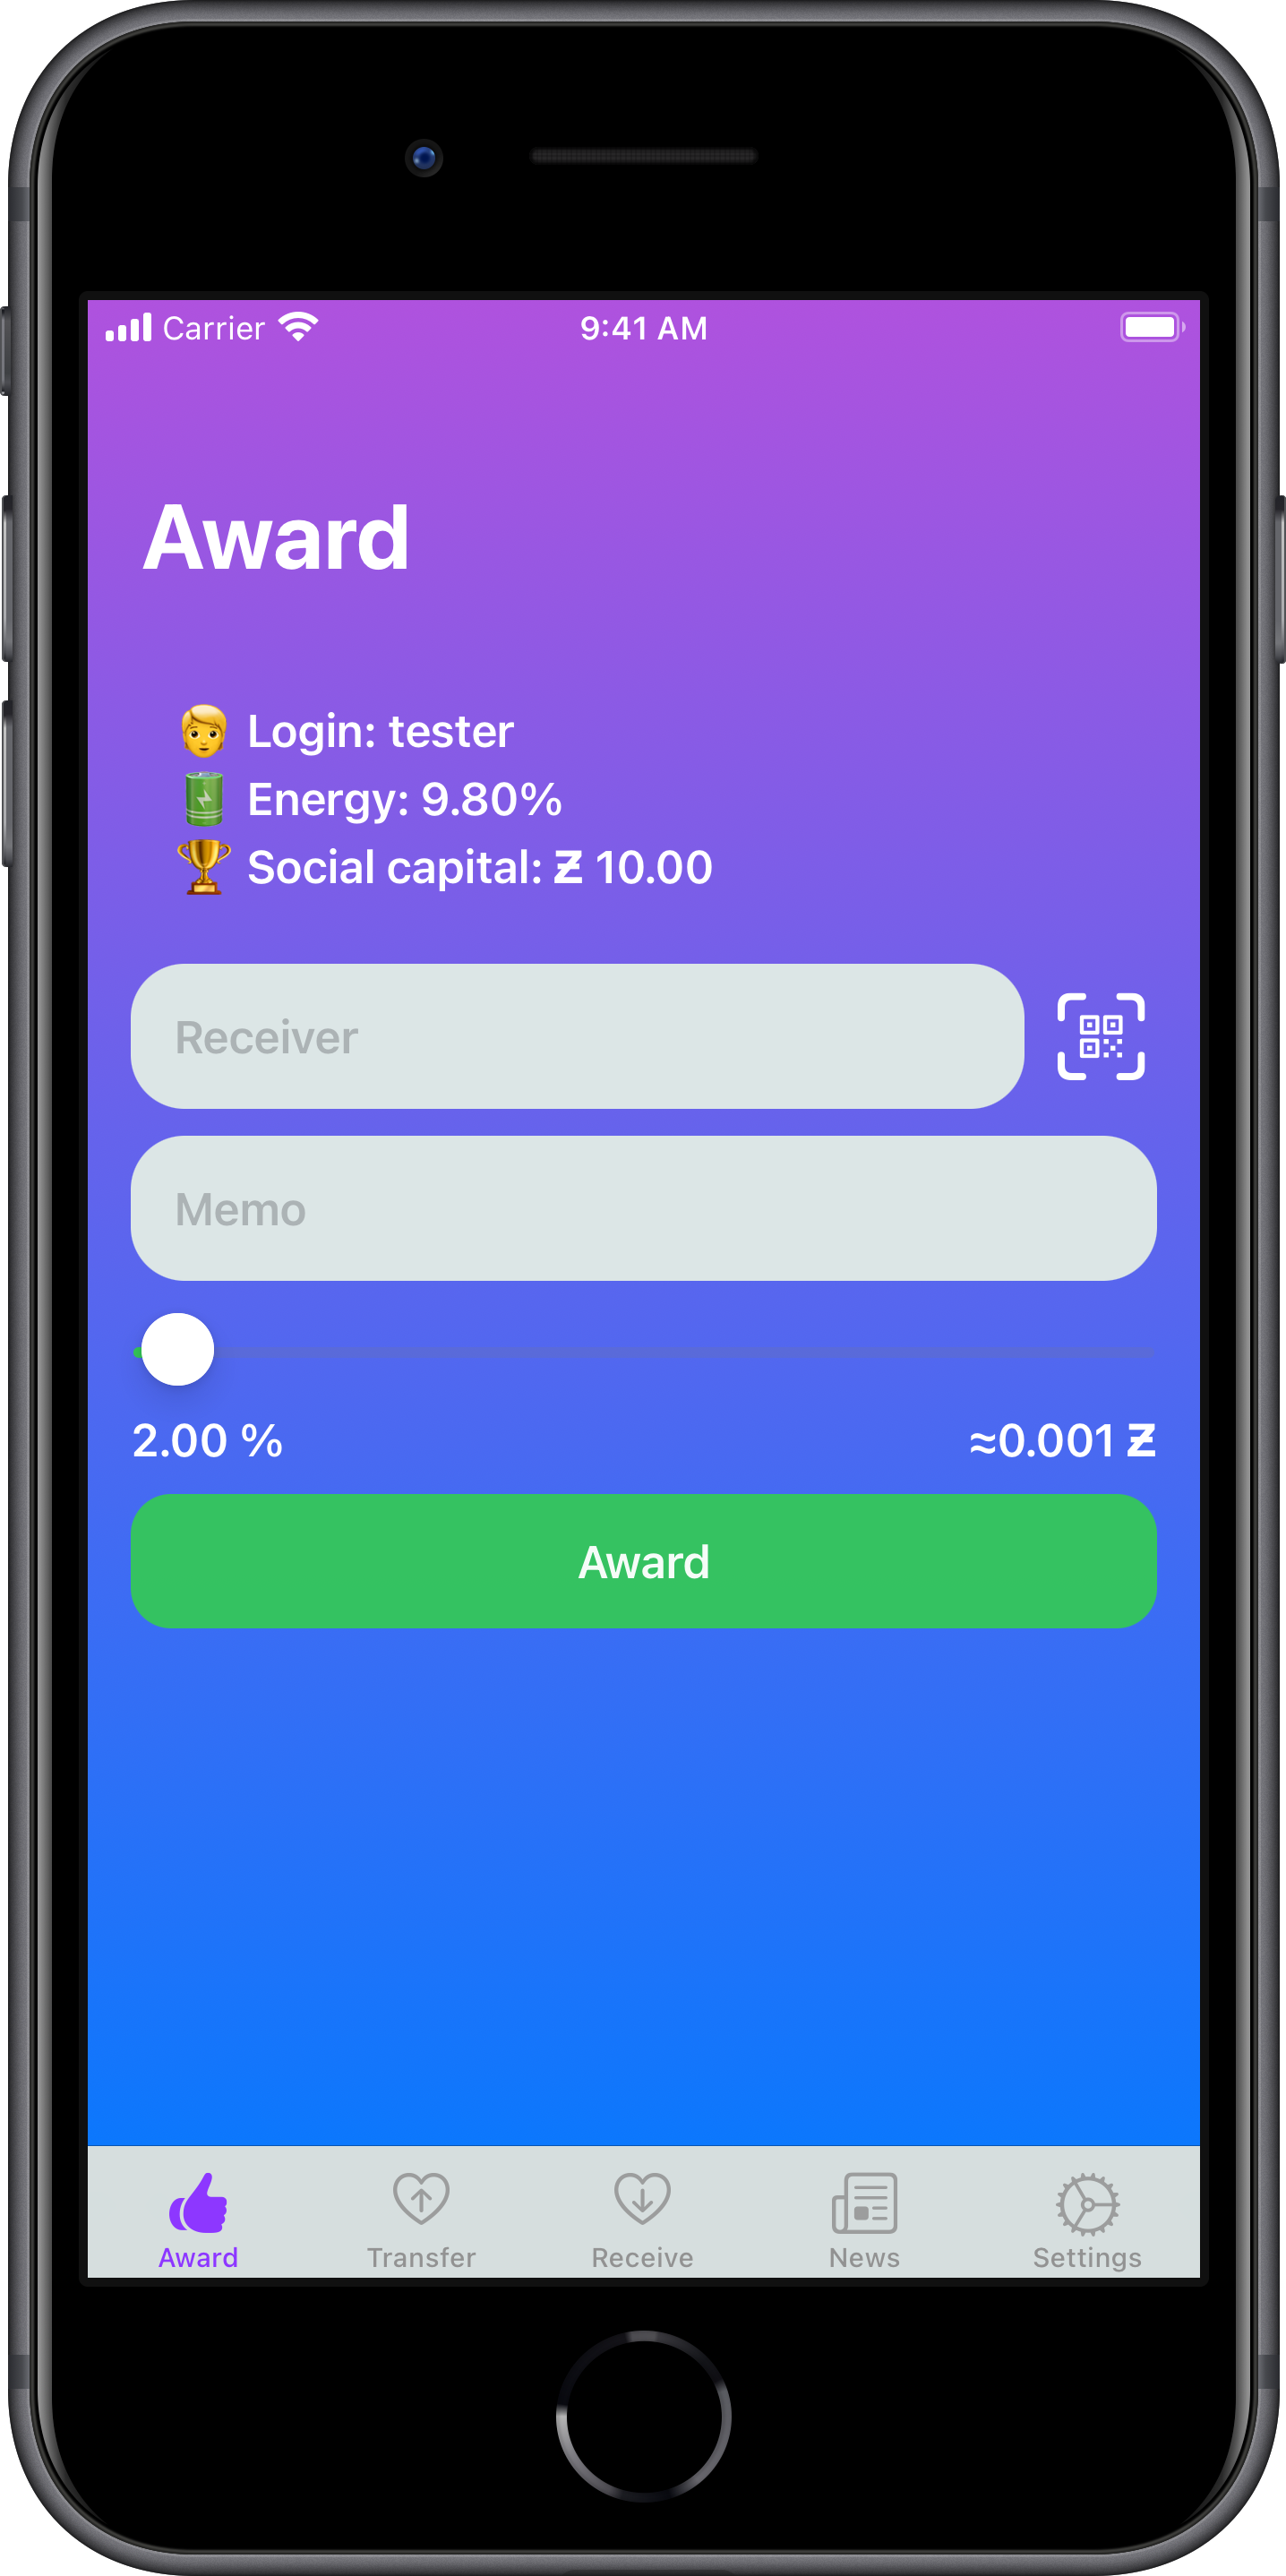 Carrier 9:41 AM
Award
Login: tester
Energy: 9.80%
Social capital: Ƶ 10.00
Receiver
Memo
2.00 % ≈0.001 Ƶ
Award
Award Transfer Receive News Settings